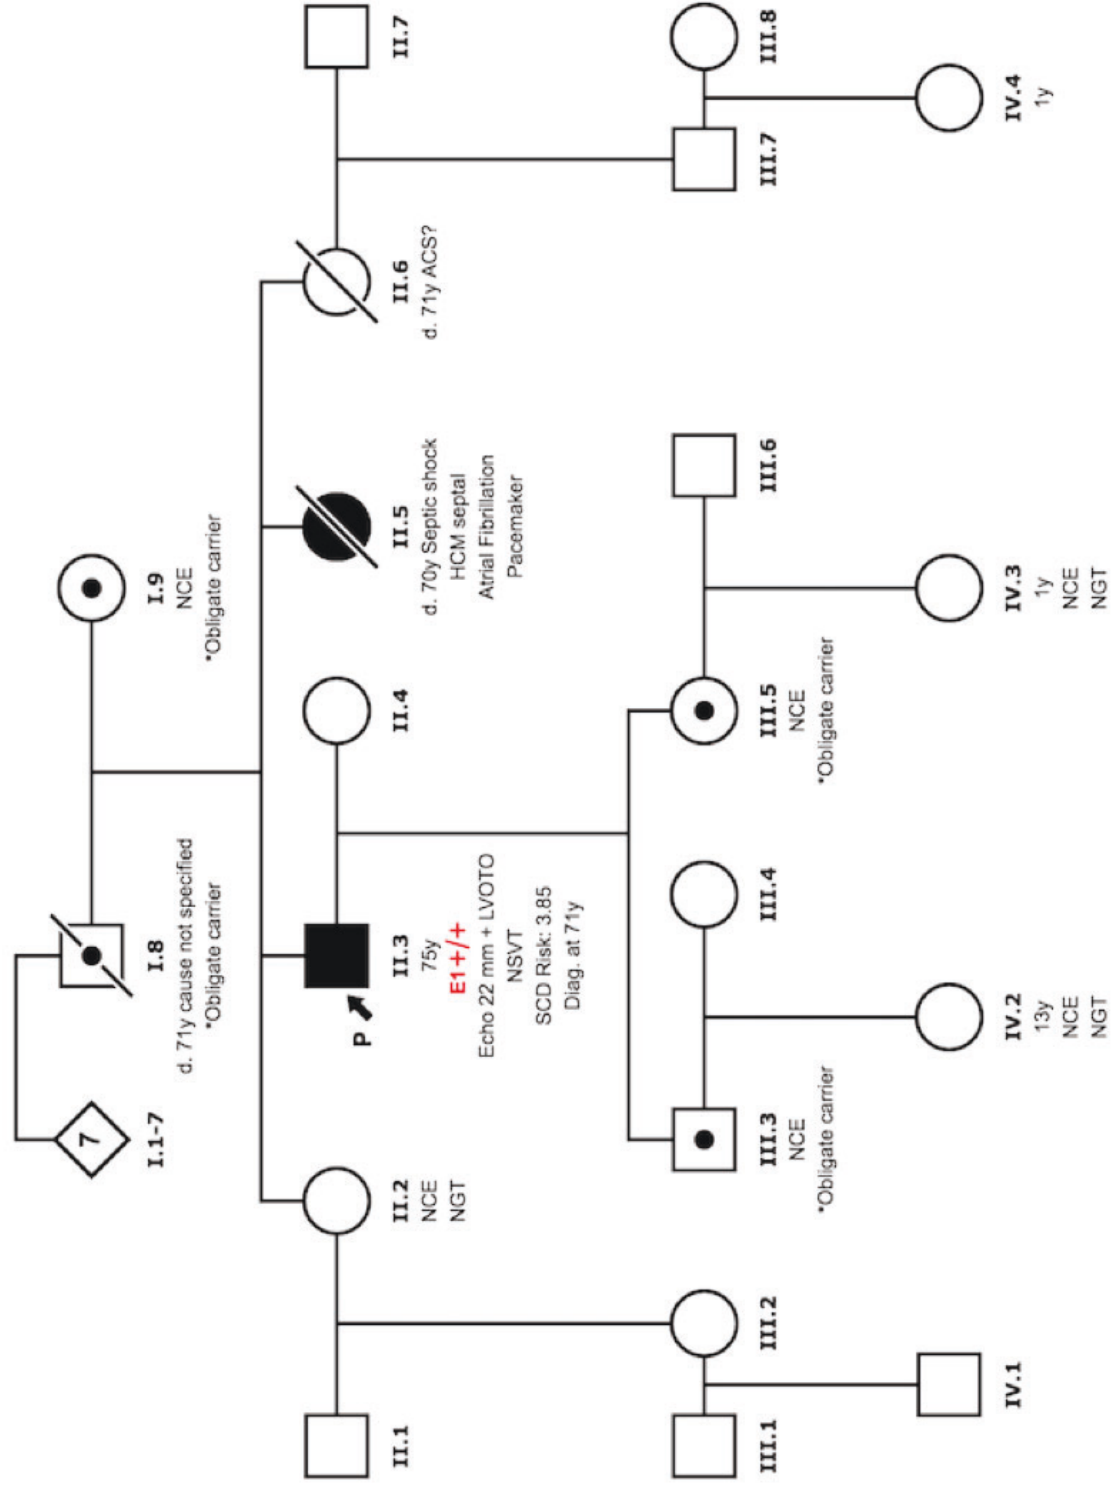 7
I.1-7
I.8
d. 71y cause not specified
*Obligate carrier
I.9
NCE
*Obligate carrier
II.1
II.2
NCE
NGT
P
II.3
75y
E1+/+
Echo 22 mm + LVOTO
NSVT
SCD Risk: 3.85
Diag. at 71y
II.4
II.5
d. 70y Septic shock
HCM septal
Atrial Fibrillation
Pacemaker
II.6
d. 71y ACS?
II.7
III.1
III.2
III.3
NCE
*Obligate carrier
III.4
III.5
NCE
*Obligate carrier
III.6
III.7
III.8
IV.1
IV.2
13y
NCE
NGT
IV.3
1y
NCE
NGT
IV.4
1y